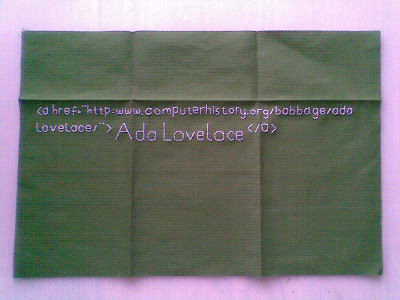 <a href="http:www.computerhistory.org/babbage/ada
lovelace/"> Ada Lovelace </a>